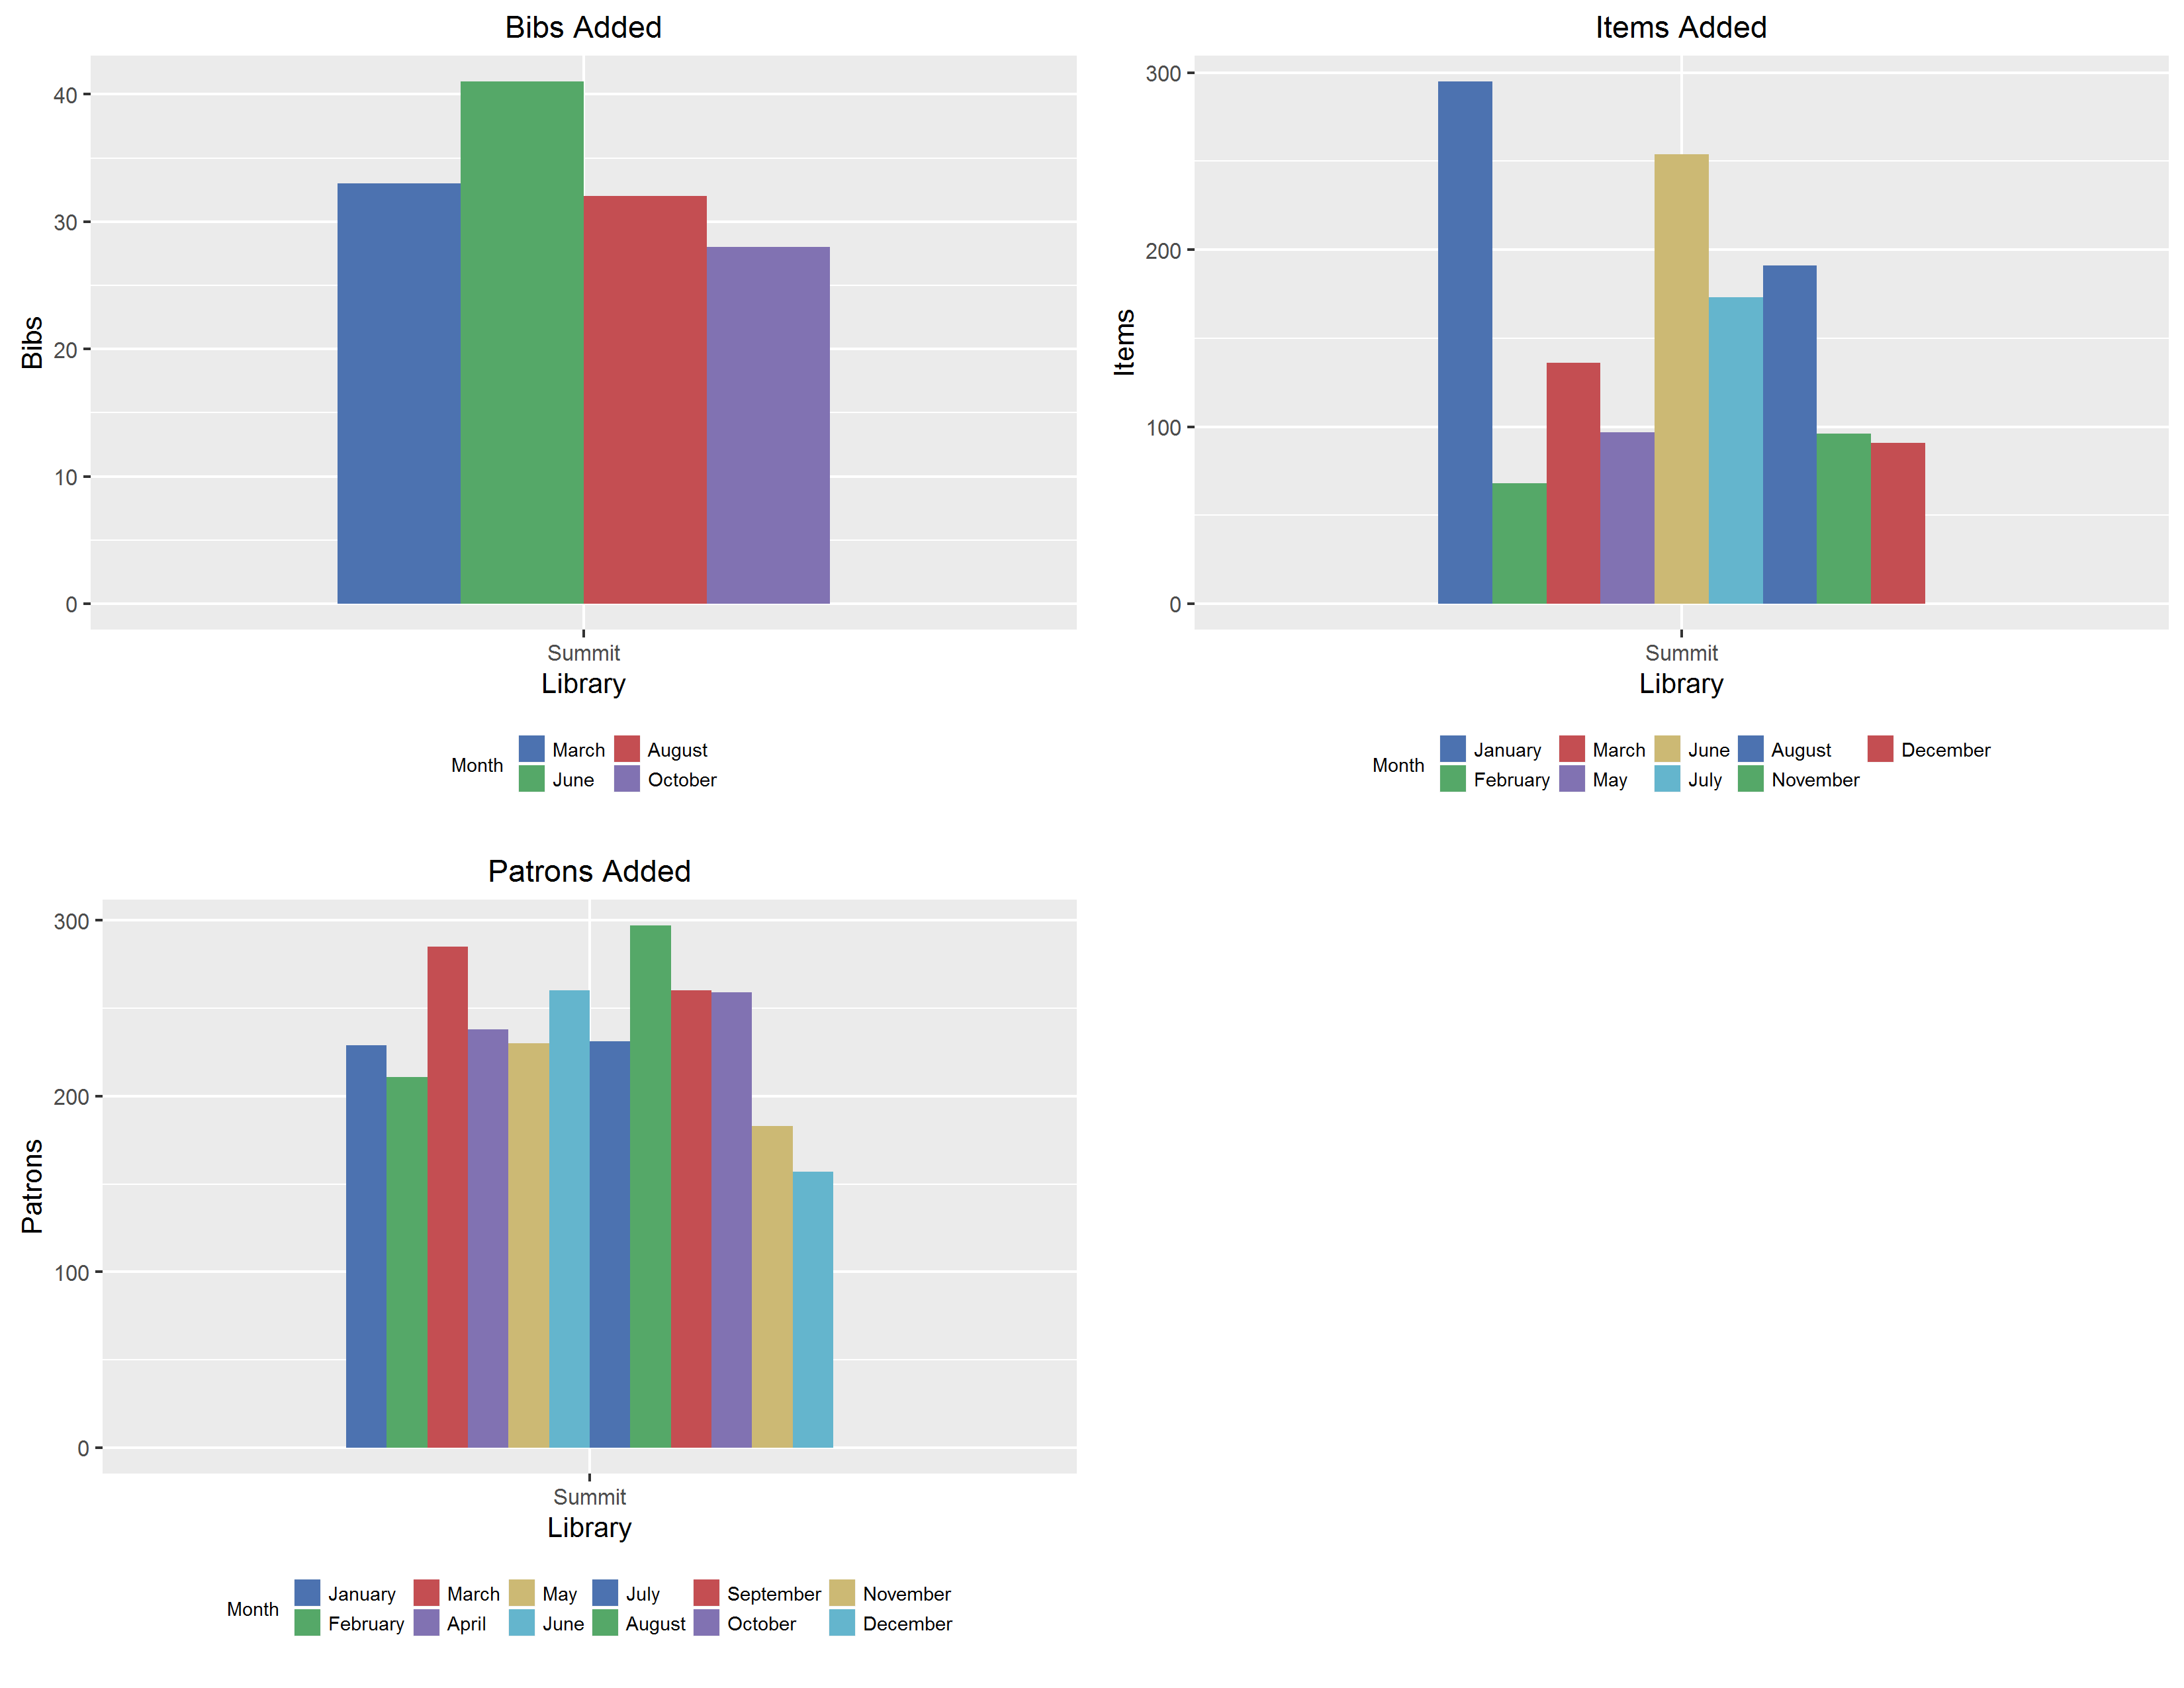 Bibs Added
40
30
20
10
0
Bibs
Summit
Library
Month
March
August
June
October
Items Added
300
200
100
0
Items
Summit
Library
Month
January
March
June
August
December
February
May
July
November
Patrons Added
300
200
100
0
Patrons
Summit
Library
Month
January
March
May
July
September
November
February
April
June
August
October
December